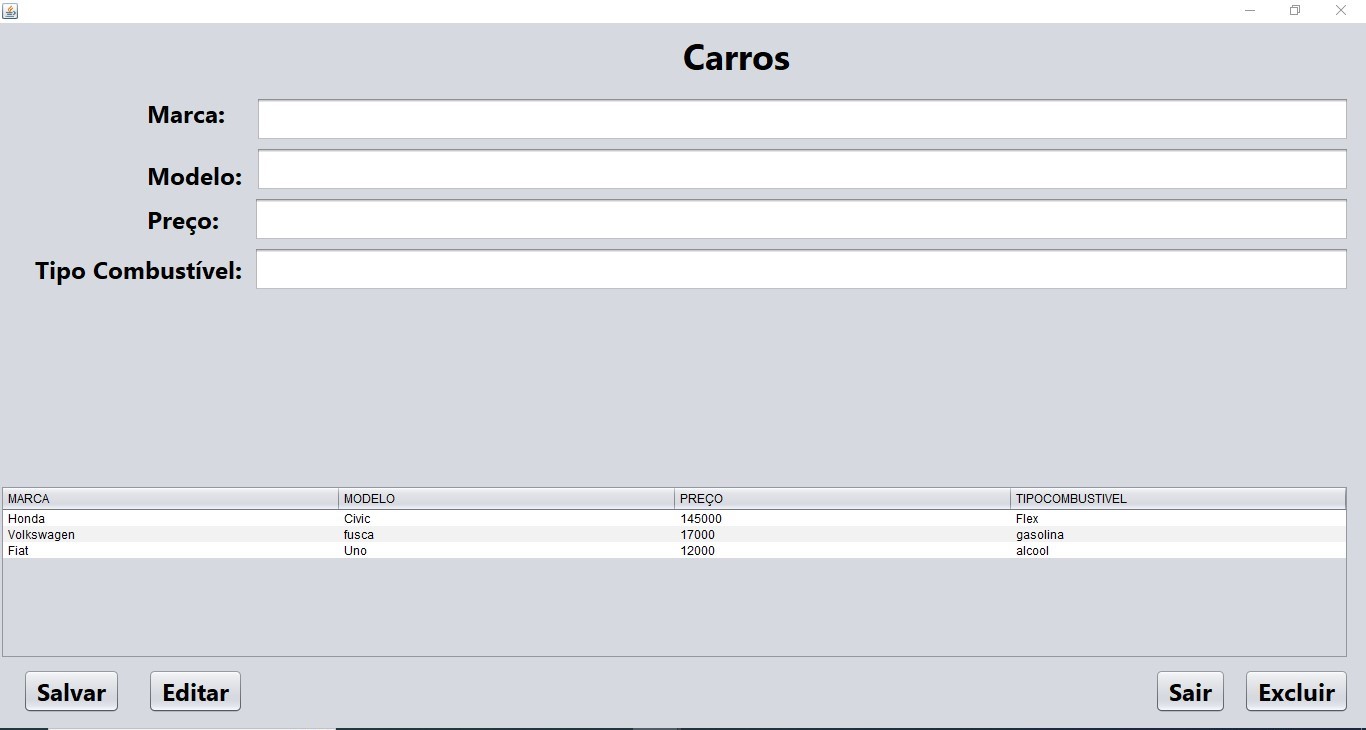 Carros
Marca:
Modelo:
Preço:
Tipo Combustível:
MARCA MODELO PREÇO TIPOCOMBUSTIVEL
Honda Civic 145000 Flex
Volkswagen fusca 17000 gasolina
Fiat Uno 12000 alcool
Salvar Editar Sair Excluir